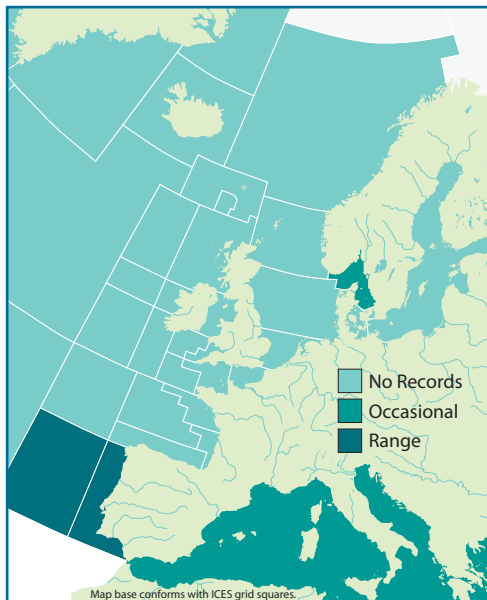 No Records
Occasional
Range
Map base conforms with ICES grid squares.